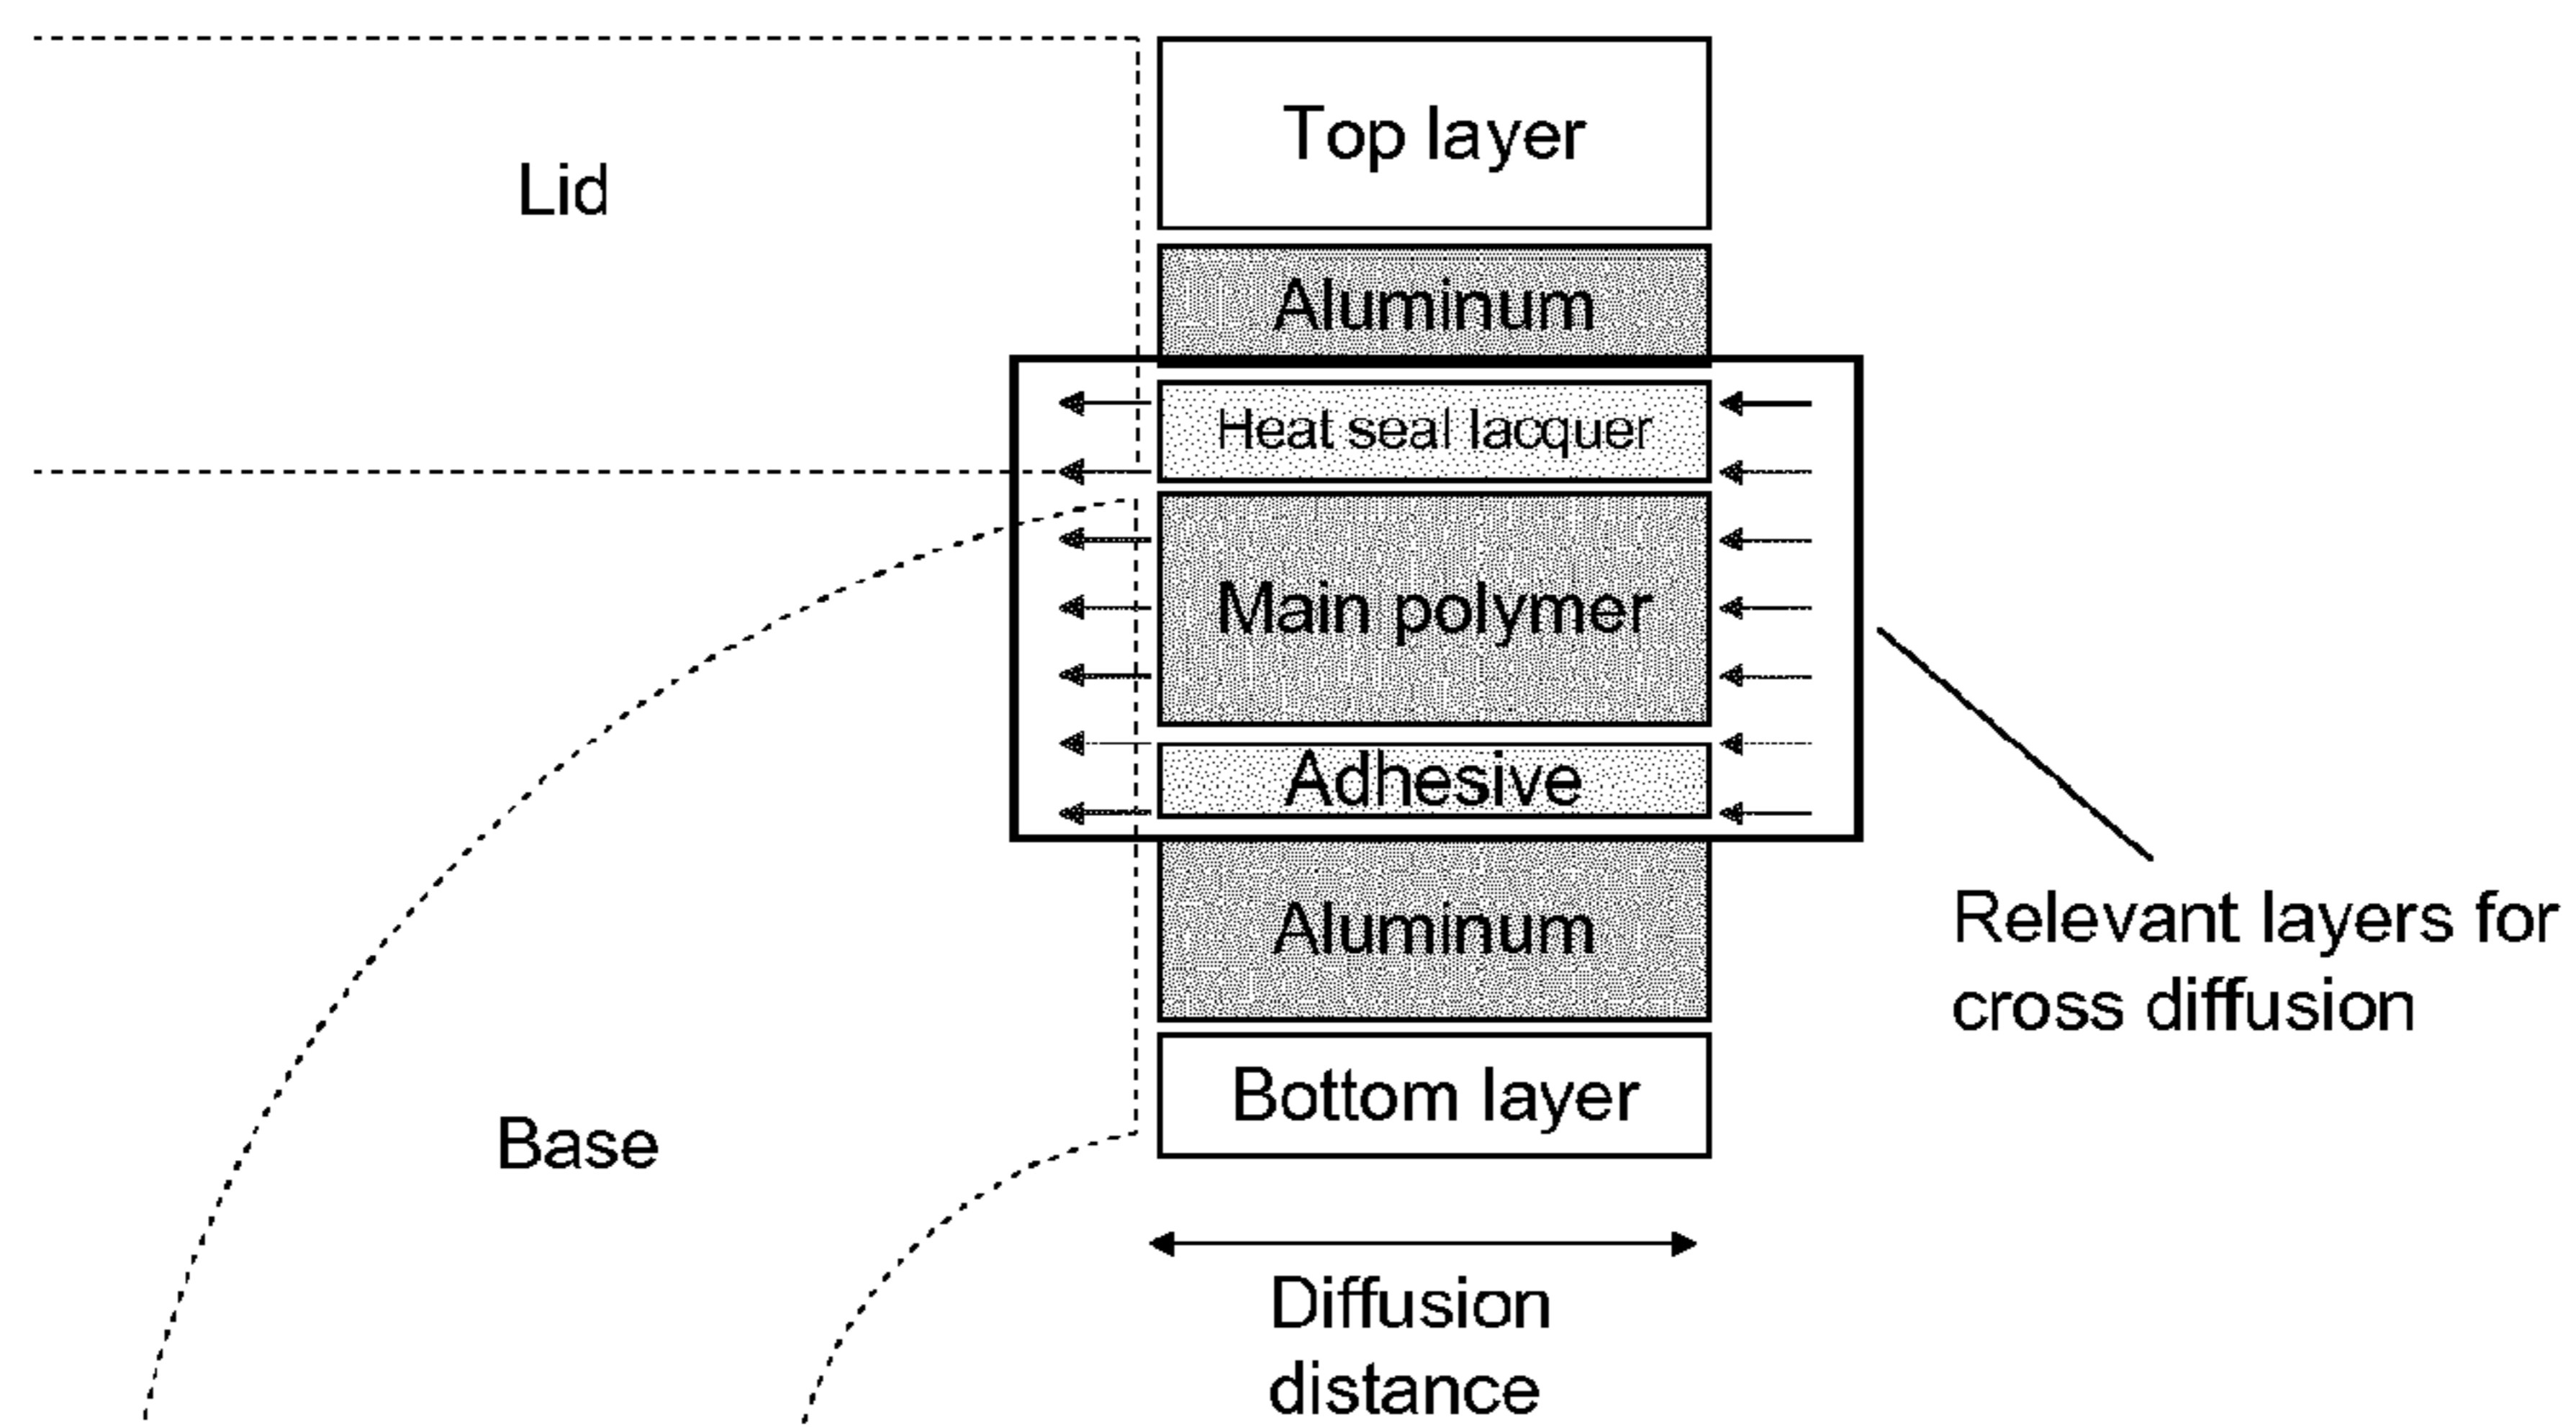 Top layer
Lid
Aluminum
Heat seal lacquer
Main polymer
Adhesive
Relevant layers for
cross diffusion
Aluminum
Bottom layer
Base
Diffusion
distance